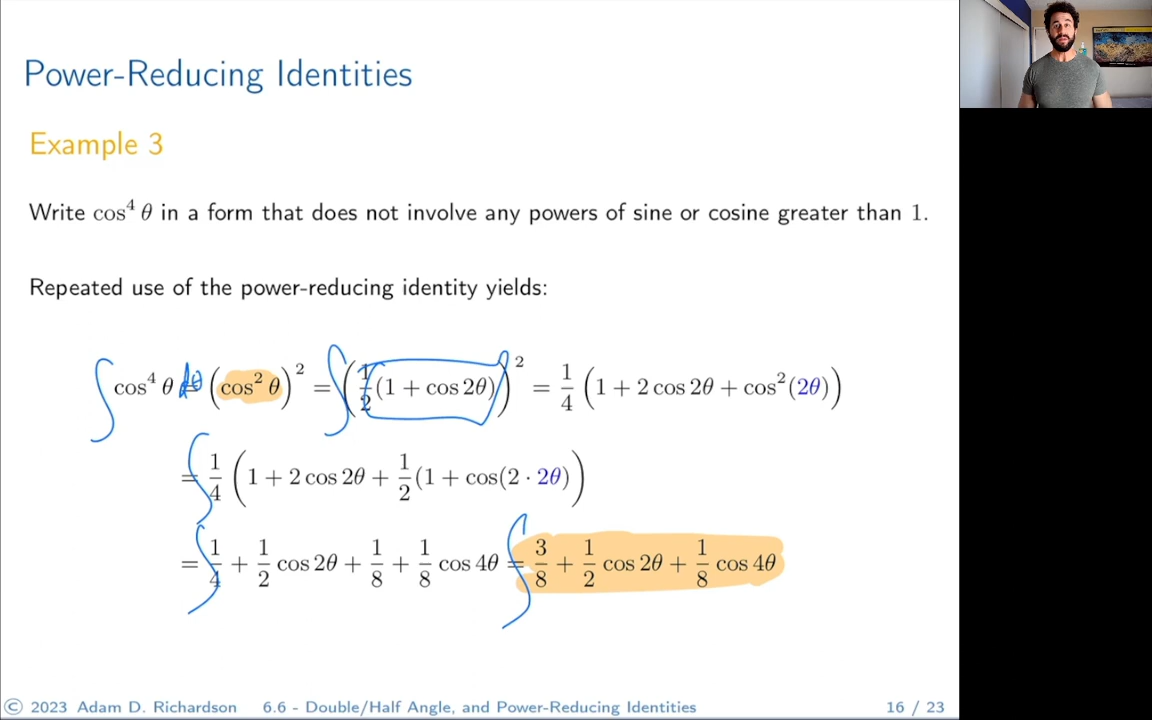 Power-Reducing Identities
Example 3
Write cos⁴ θ in a form that does not involve any powers of sine or cosine greater than 1.
Repeated use of the power-reducing identity yields:
∫ cos⁴ θ dθ (cos² θ)² = ∫ (1/2 (1 + cos 2θ))² = 1/4 (1 + 2 cos 2θ + cos²(2θ))
= ∫ 1/4 (1 + 2 cos 2θ + 1/2 (1 + cos(2 · 2θ))
= ∫ 1/4 + 1/2 cos 2θ + 1/8 + 1/8 cos 4θ = ∫ 3/8 + 1/2 cos 2θ + 1/8 cos 4θ
© 2023 Adam D. Richardson 6.6 - Double/Half Angle, and Power-Reducing Identities 16 / 23